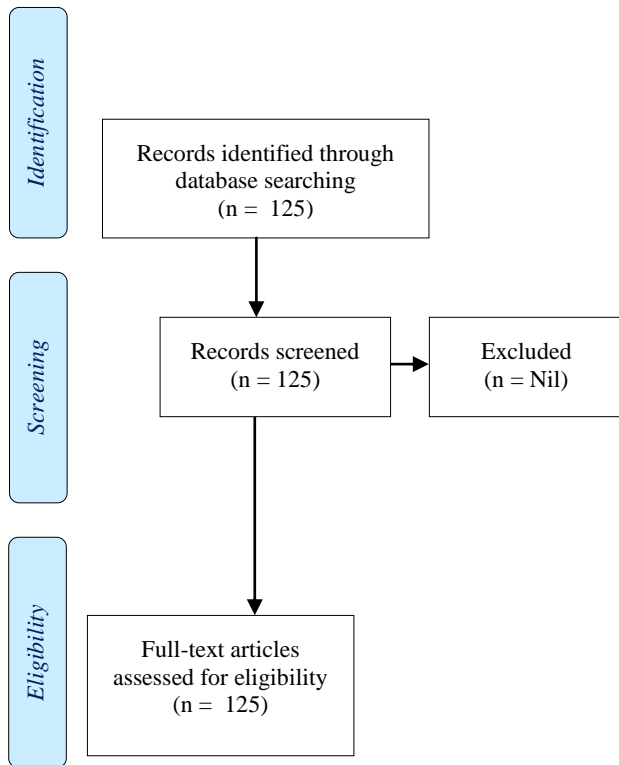 Identification
Records identified through
database searching
(n = 125)
Screening
Records screened
(n = 125)
Excluded
(n = Nil)
Eligibility
Full-text articles
assessed for eligibility
(n = 125)